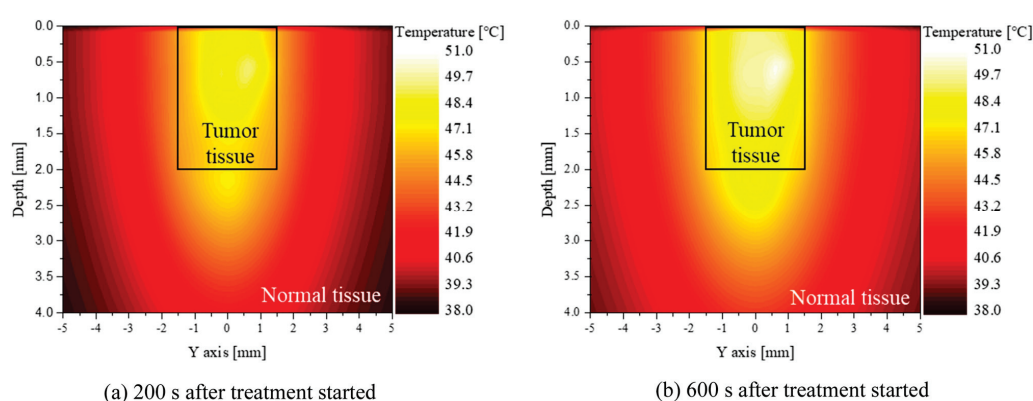 Temperature [°C]
0.0
0.5
1.0
1.5
2.0
2.5
3.0
3.5
4.0
Depth [mm]
Tumor
tissue
Normal tissue
-5 -4 -3 -2 -1 0 1 2 3 4 5
Y axis [mm]
51.0
49.7
48.4
47.1
45.8
44.5
43.2
41.9
40.6
39.3
38.0
(a) 200 s after treatment started
Temperature [°C]
0.0
0.5
1.0
1.5
2.0
2.5
3.0
3.5
4.0
Depth [mm]
Tumor
tissue
Normal tissue
-5 -4 -3 -2 -1 0 1 2 3 4 5
Y axis [mm]
51.0
49.7
48.4
47.1
45.8
44.5
43.2
41.9
40.6
39.3
38.0
(b) 600 s after treatment started